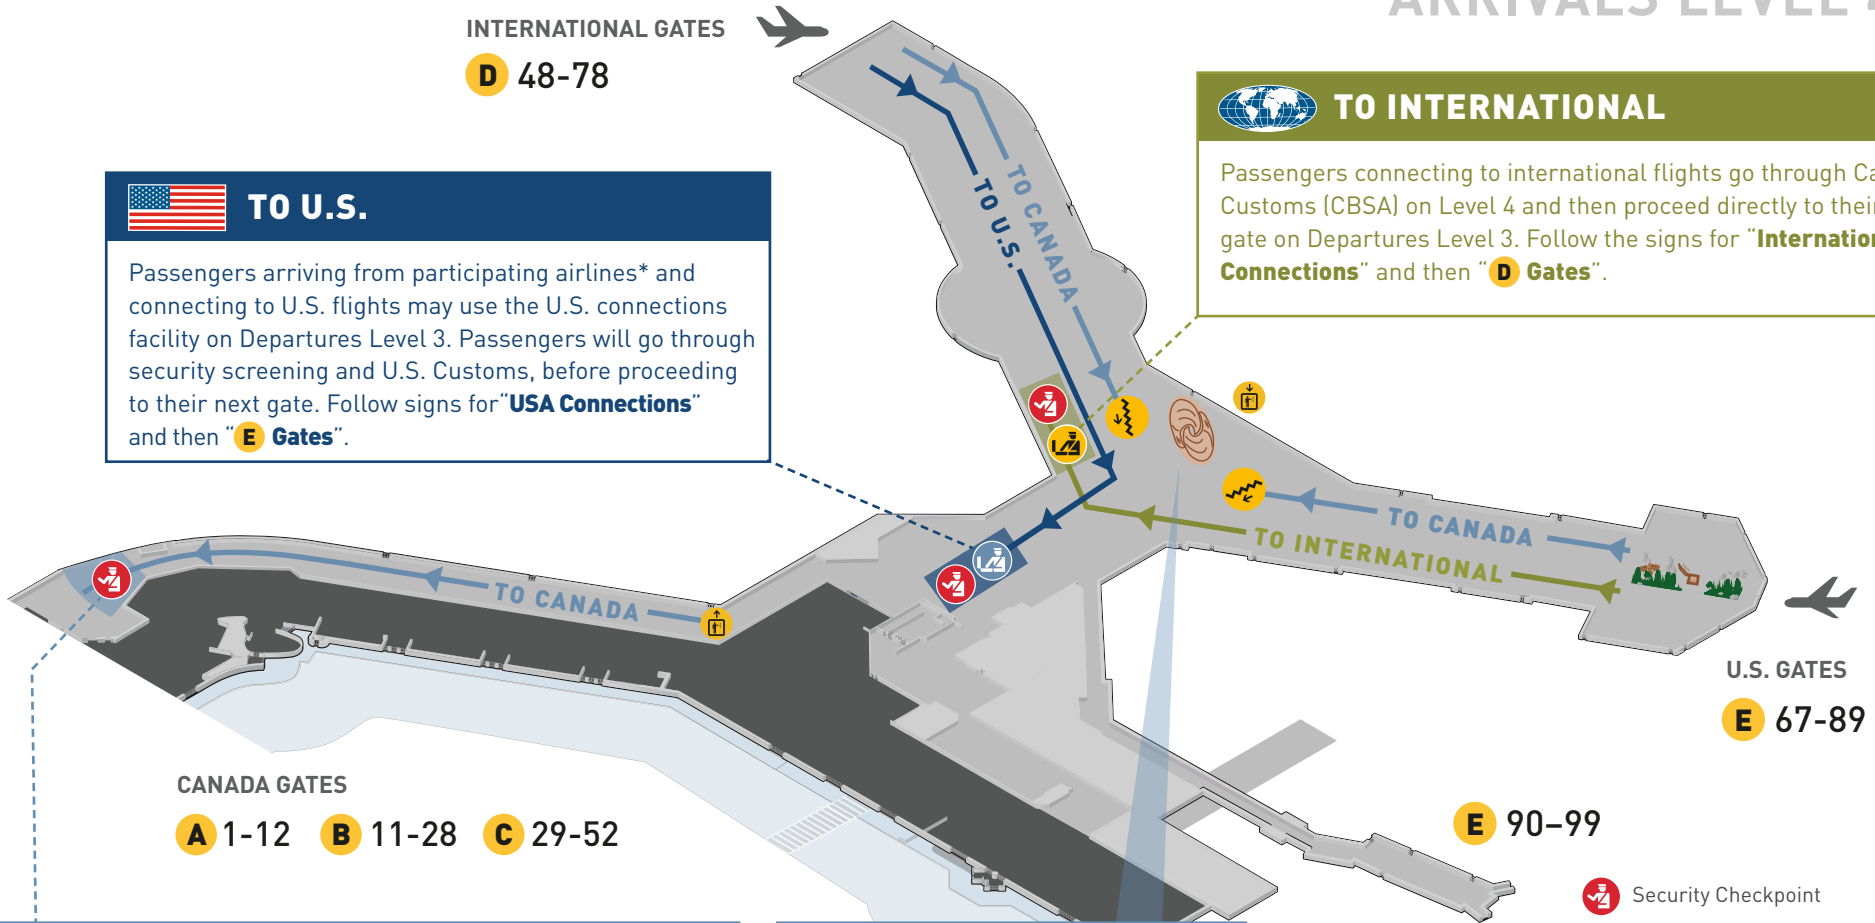 ARRIVALS LEVEL 4
INTERNATIONAL GATES
D 48-78
TO INTERNATIONAL
Passengers connecting to international flights go through
Customs (CBSA) on Level 4 and then proceed directly to their
gate on Departures Level 3. Follow the signs for “
Connections” and then “D Gates”.
TO U.S.
Passengers arriving from participating airlines* and
connecting to U.S. flights may use the U.S. connections
facility on Departures Level 3. Passengers will go through
security screening and U.S. Customs, before proceeding
to their next gate. Follow signs for“USA Connections”
and then “E Gates”.
TO CANADA
TO U.S.
TO CANADA
TO INTERNATIONAL
TO CANADA
U.S. GATES
E 67-89
CANADA GATES
A 1-12 B 11-28 C 29-52
E 90–99
Security Checkpoint